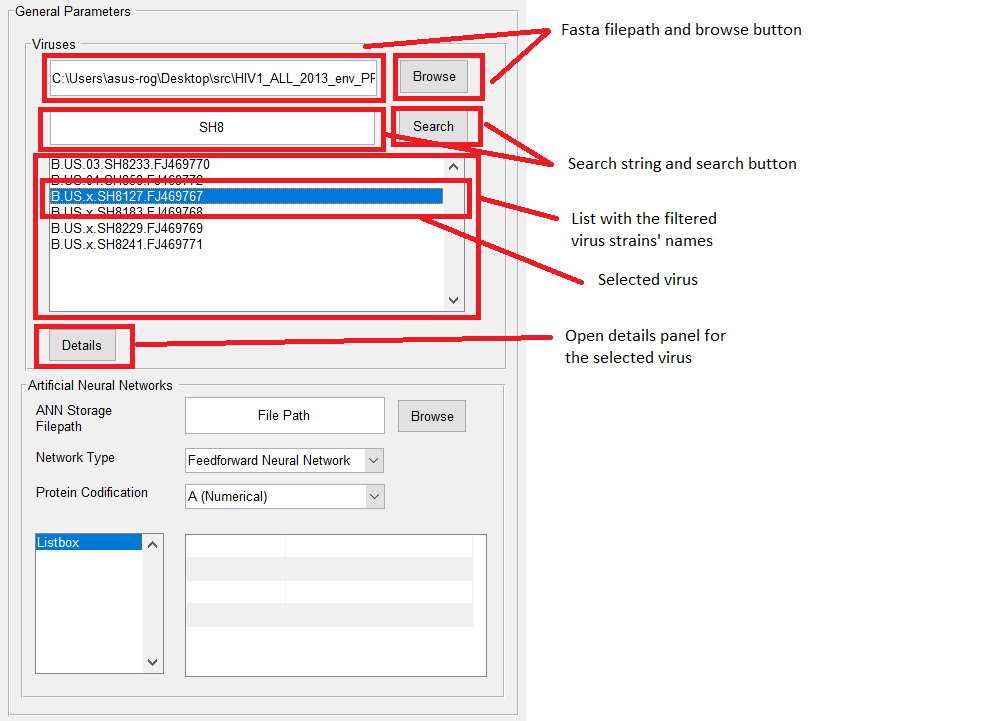 General Parameters
Viruses
Fasta filepath and browse button
C:\Users\asus-rog\Desktop\src\HIV1_ALL_2013_env_PF
Browse
SH8
Search
Search string and search button
B.US.03.SH8233.FJ469770
B.US.04.SH858.FJ469772
B.US.x.SH8127.FJ469767
B.US.x.SH8183.FJ469768
B.US.x.SH8229.FJ469769
B.US.x.SH8241.FJ469771
List with the filtered
virus strains' names
Selected virus
Details
Open details panel for
the selected virus
Artificial Neural Networks
ANN Storage
Filepath
File Path
Browse
Network Type
Feedforward Neural Network
Protein Codification
A (Numerical)
Listbox